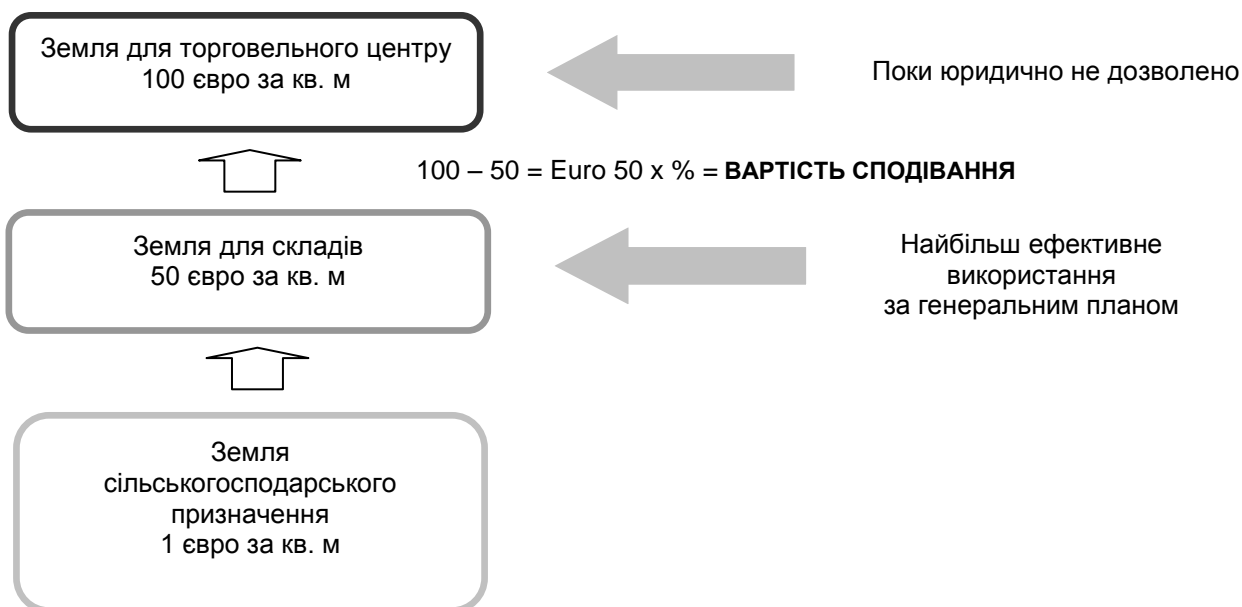 Земля для торговельного центру
100 євро за кв. м
Поки юридично не дозволено
100 – 50 = Euro 50 x % = ВАРТІСТЬ СПОДІВАННЯ
Земля для складів
50 євро за кв. м
Найбільш ефективне
використання
за генеральним планом
Земля
сільськогосподарського
призначення
1 євро за кв. м